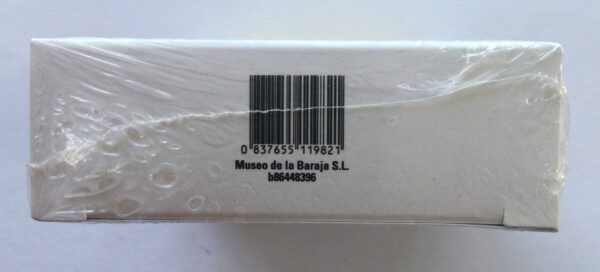 0 837655 119821
Museo de la Baraja S.L.
b86448396